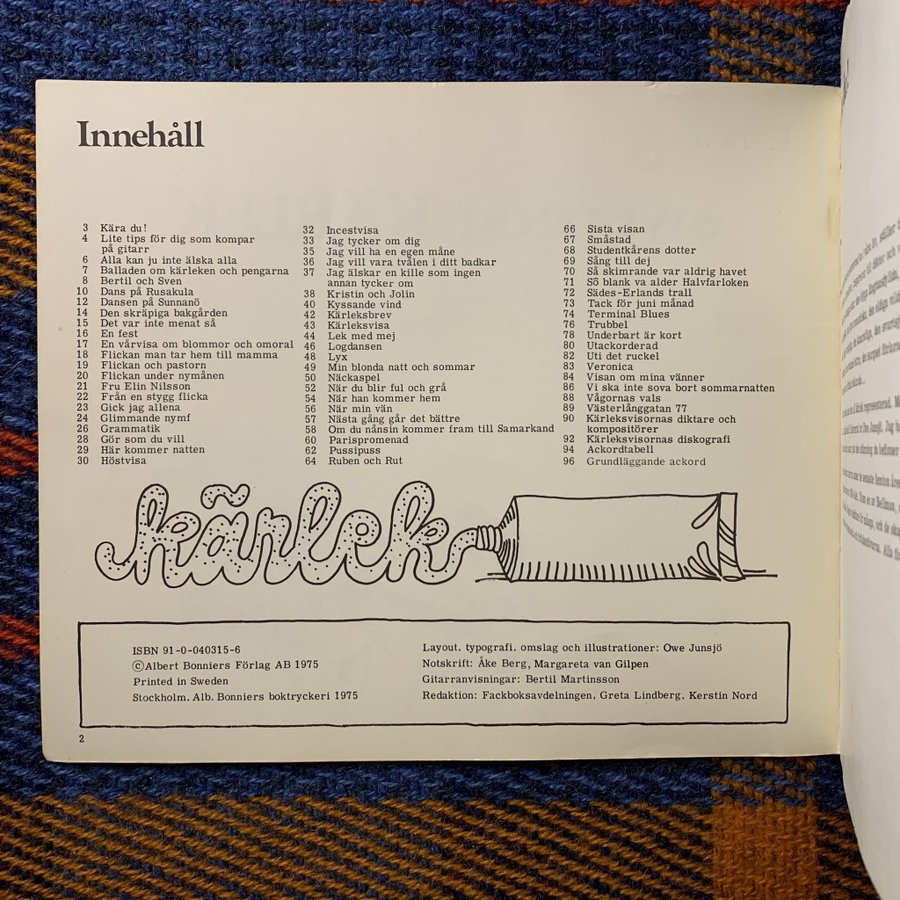 Innehåll
3 Kära du!
4 Lite tips för dig som kompar
på gitarr
6 Alla kan ju inte älska alla
7 Balladen om kärleken och pengarna
8 Bertil och Sven
10 Dans på Rusakula
12 Dansen på Sunnanö
14 Den skräpiga bakgården
15 Det var inte menat så
16 En fest
17 En vårvisa om blommor och omoral
18 Flickan man tar hem till mamma
19 Flickan och pastorn
20 Flickan under nymånen
21 Fru Elin Nilsson
22 Från en stygg flicka
23 Gick jag allena
24 Glimmande nymf
26 Grammatik
28 Gör som du vill
29 Här kommer natten
30 Höstvisa
32 Incestvisa
33 Jag tycker om dig
35 Jag vill ha en egen måne
36 Jag vill vara tvålen i ditt badkar
37 Jag älskar en kille som ingen
annan tycker om
38 Kristin och Jolin
40 Kyssande vind
42 Kärleksbrev
43 Kärleksvisa
44 Lek med mej
46 Logdansen
48 Lyx
49 Min blonda natt och sommar
50 Näckaspel
52 När du blir ful och grå
54 När han kommer hem
56 När min vän
57 Nästa gång går det bättre
58 Om du nånsin kommer fram till Samarkand
60 Parispromenad
62 Pussipuss
64 Ruben och Rut
66 Sista visan
67 Småstad
68 Studentkårens dotter
69 Sång till dej
70 Så skimrande var aldrig havet
71 Sö blank va alder Halvfarloken
72 Sädes-Erlands trall
73 Tack för juni månad
74 Terminal Blues
76 Trubbel
78 Underbart är kort
80 Utackorderad
82 Uti det ruckel
83 Veronica
84 Visan om mina vänner
86 Vi ska inte sova bort sommarnatten
88 Vågornas vals
89 Västerlånggatan 77
90 Kärleksvisornas diktare och
kompositörer
92 Kärleksvisornas diskografi
94 Ackordtabell
96 Grundläggande ackord
kärlek
ISBN 91-0-040315-6
©Albert Bonniers Förlag AB 1975
Printed in Sweden
Stockholm. Alb. Bonniers boktryckeri 1975
Layout, typografi, omslag och illustrationer: Owe Junsjö
Notskrift: Åke Berg, Margareta van Gilpen
Gitarranvisningar: Bertil Martinsson
Redaktion: Fackboksavdelningen, Greta Lindberg, Kerstin Nord
2